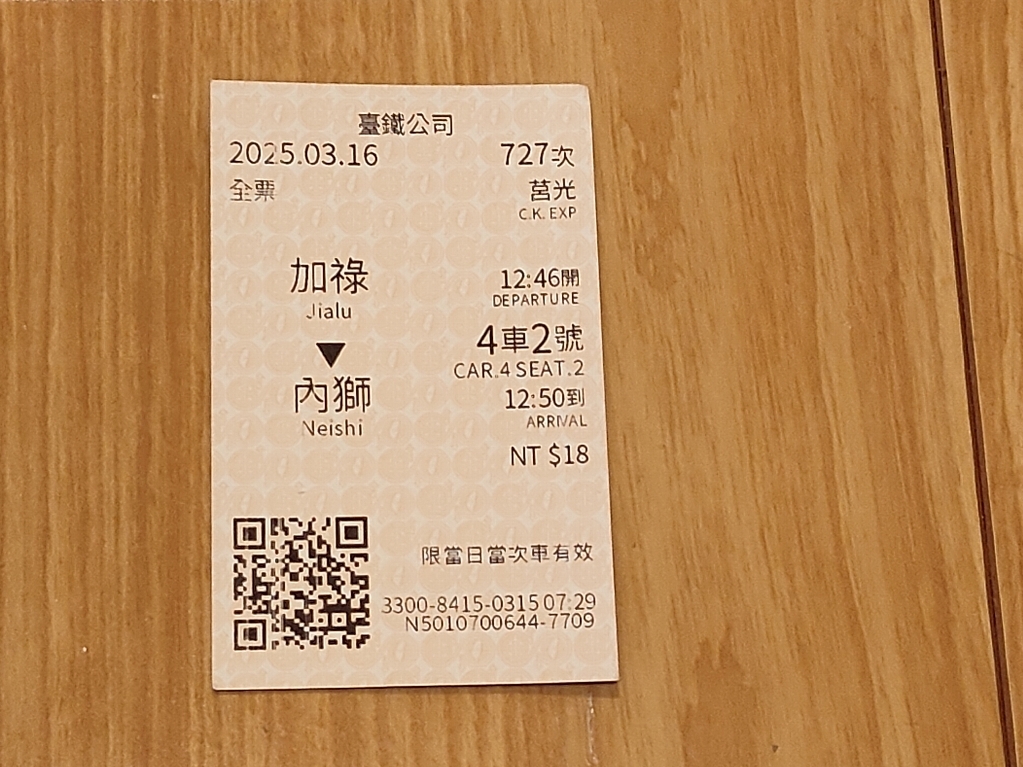 臺鐵公司
2025.03.16 727次
全票 莒光
C.K. EXP
加祿 12:46開
Jialu DEPARTURE
▼ 4車2號
CAR.4 SEAT.2
內獅 12:50到
Neishi ARRIVAL
NT $18
限當日當次車有效
3300-8415-0315 07:29
N5010700644-7709